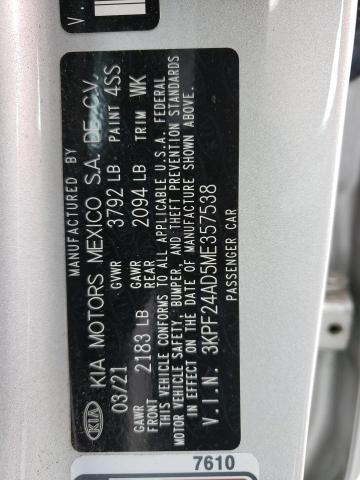 MANUFACTURED BY
KIA KIA MOTORS MEXICO S.A. DE C.V.
03/21 GVWR 3792 LB PAINT 4SS
GAWR FRONT 2183 LB GAWR REAR 2094 LB TRIM WK
THIS VEHICLE CONFORMS TO ALL APPLICABLE U.S.A. FEDERAL
MOTOR VEHICLE SAFETY, BUMPER, AND THEFT PREVENTION STANDARDS
IN EFFECT ON THE DATE OF MANUFACTURE SHOWN ABOVE.
V.I.N. 3KPF24AD5ME357538
PASSENGER CAR
7610
V.